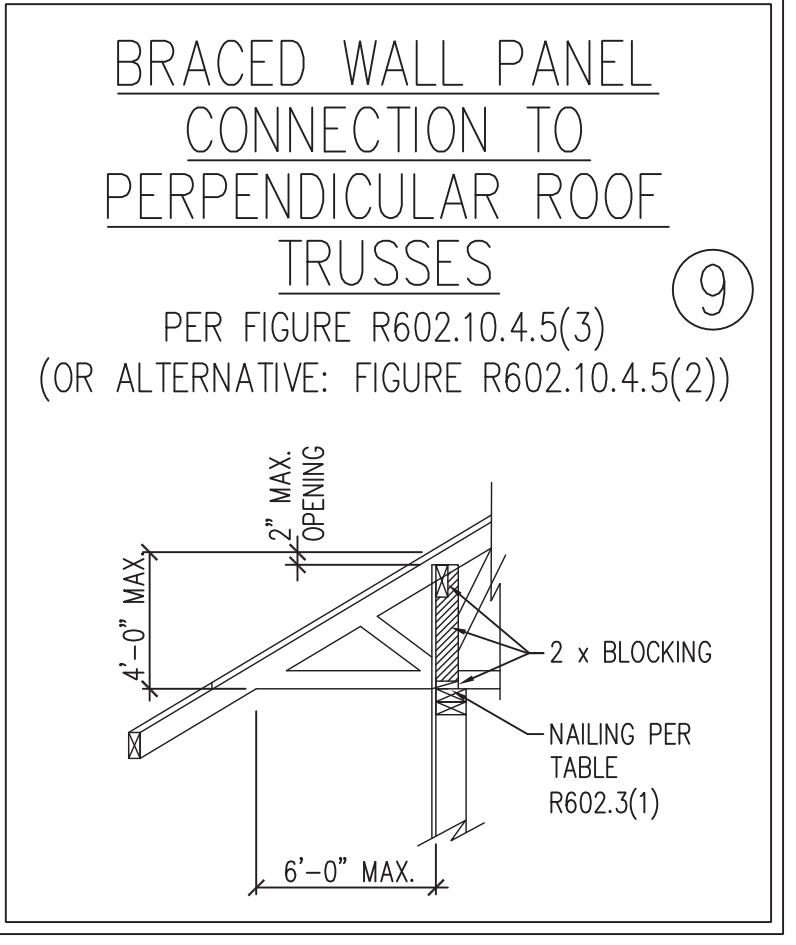 BRACED WALL PANEL
CONNECTION TO
PERPENDICULAR ROOF
TRUSSES
9
PER FIGURE R602.10.4.5(3)
(OR ALTERNATIVE: FIGURE R602.10.4.5(2))
2" MAX.
OPENING
4'-0" MAX.
2 x BLOCKING
NAILING PER
TABLE
R602.3(1)
6'-0" MAX.